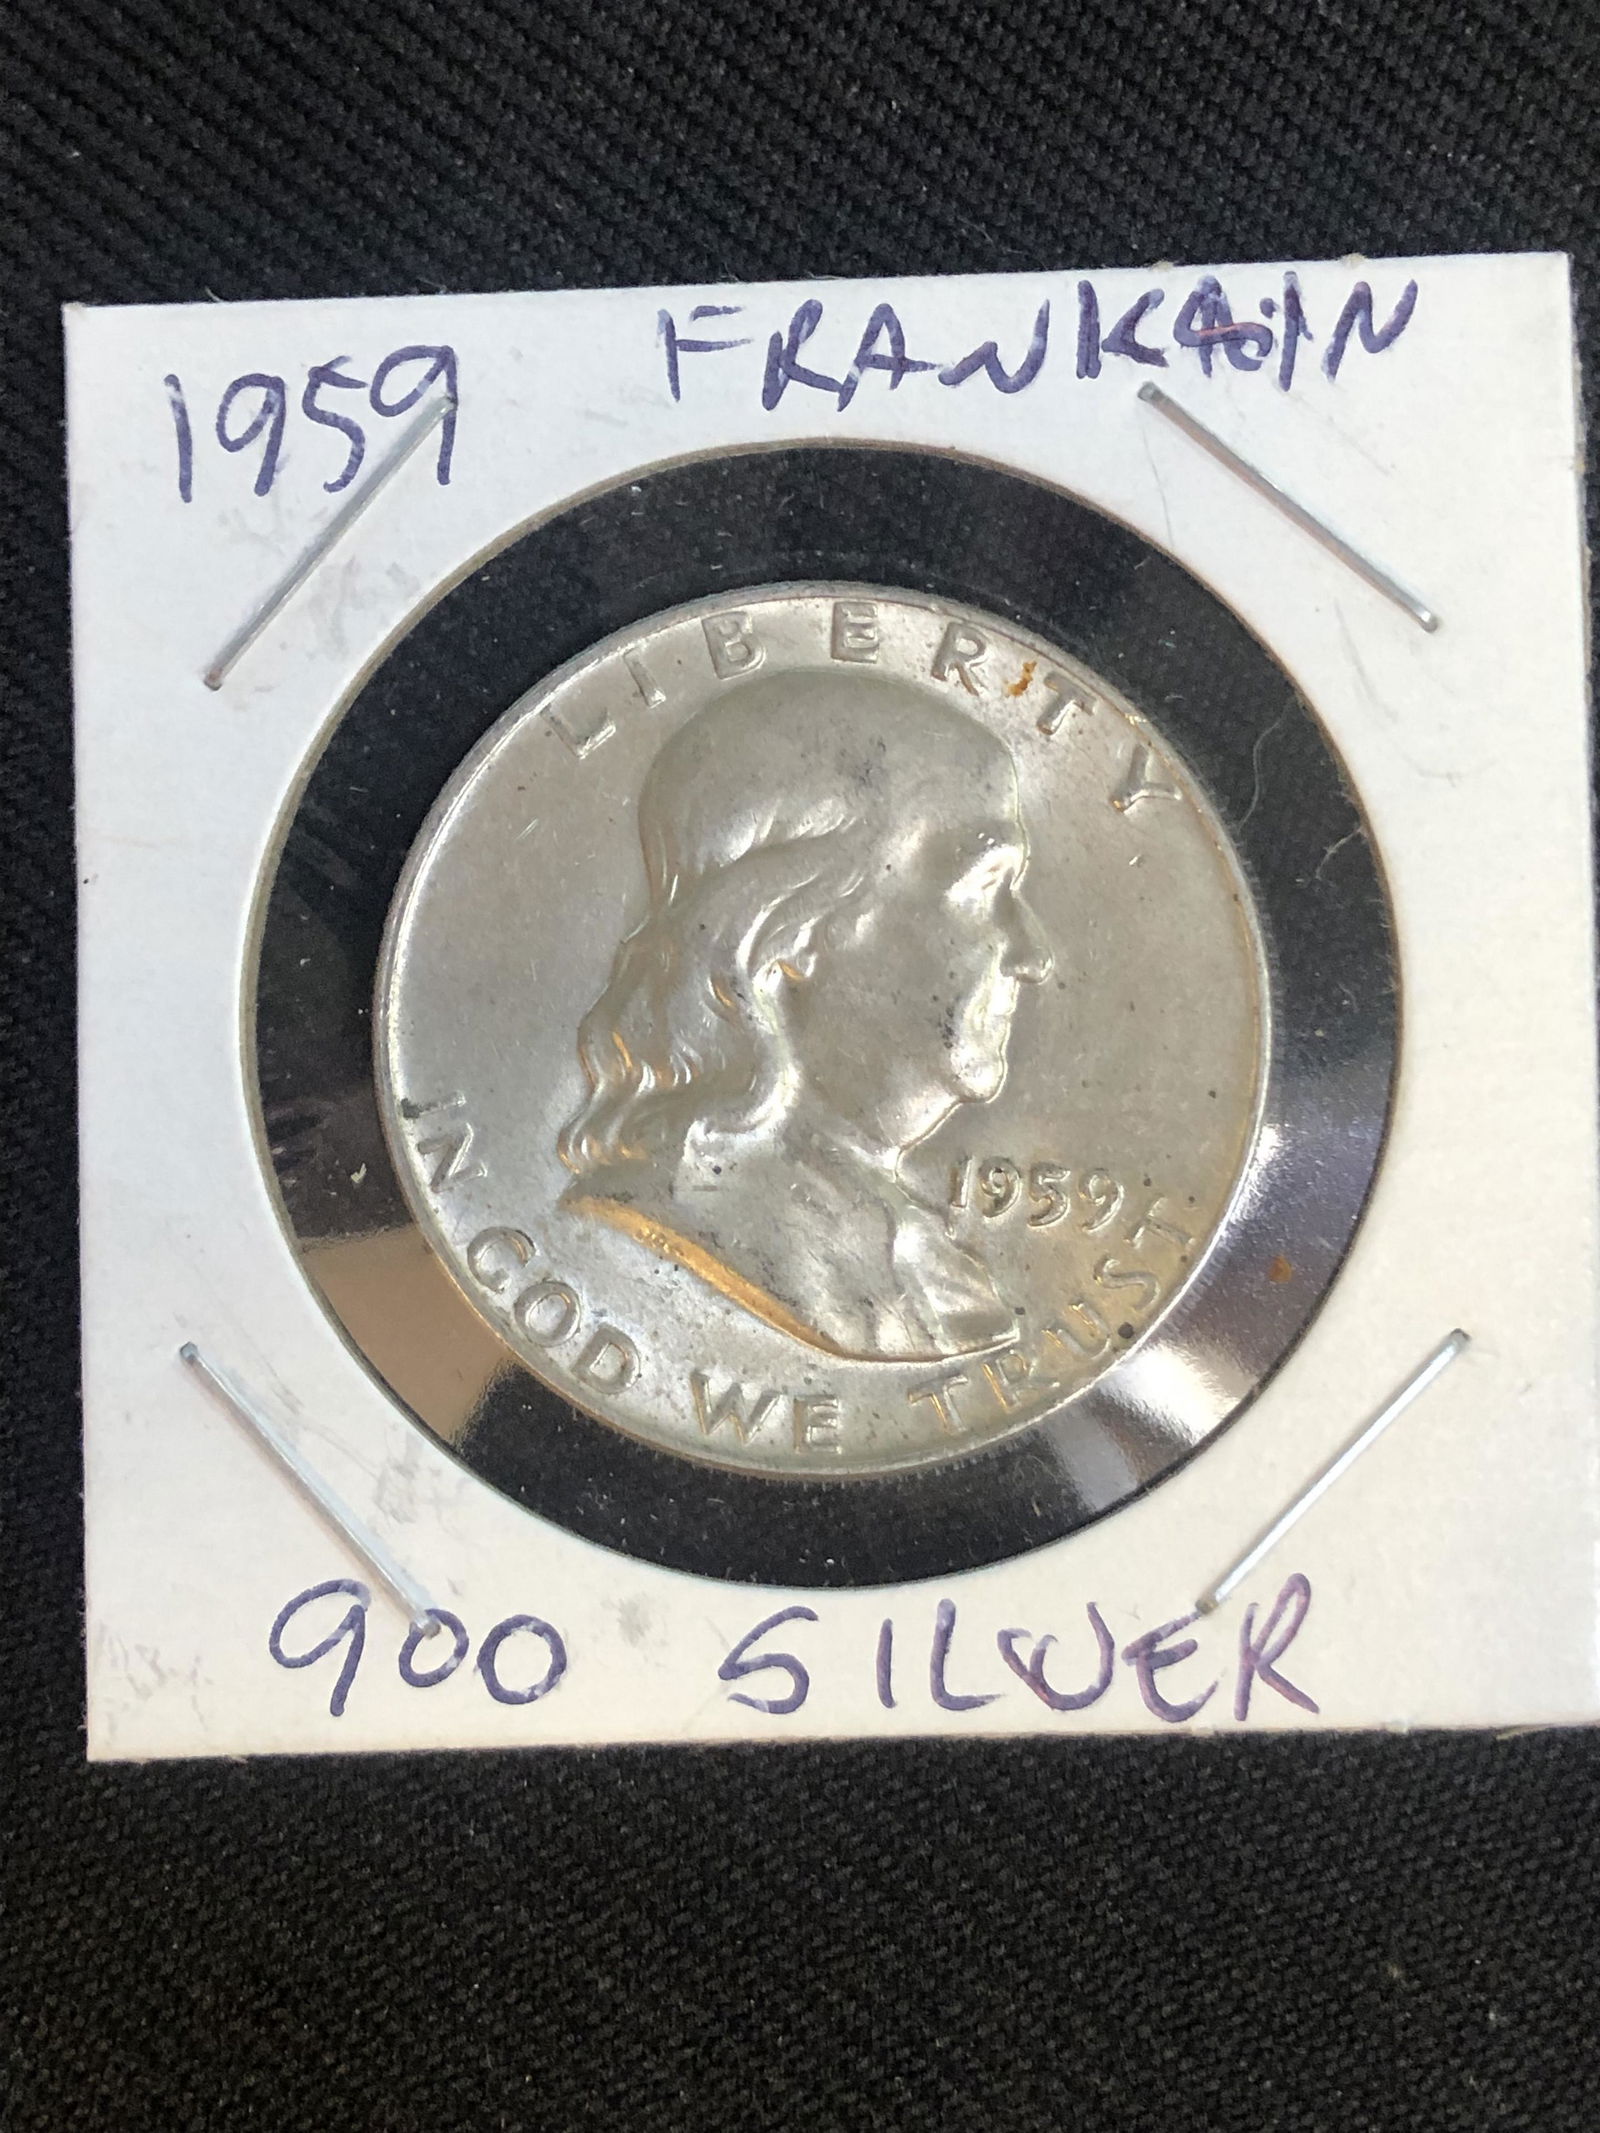 1959 FRANKLIN
LIBERTY
1959
IN GOD WE TRUST
900 SILVER